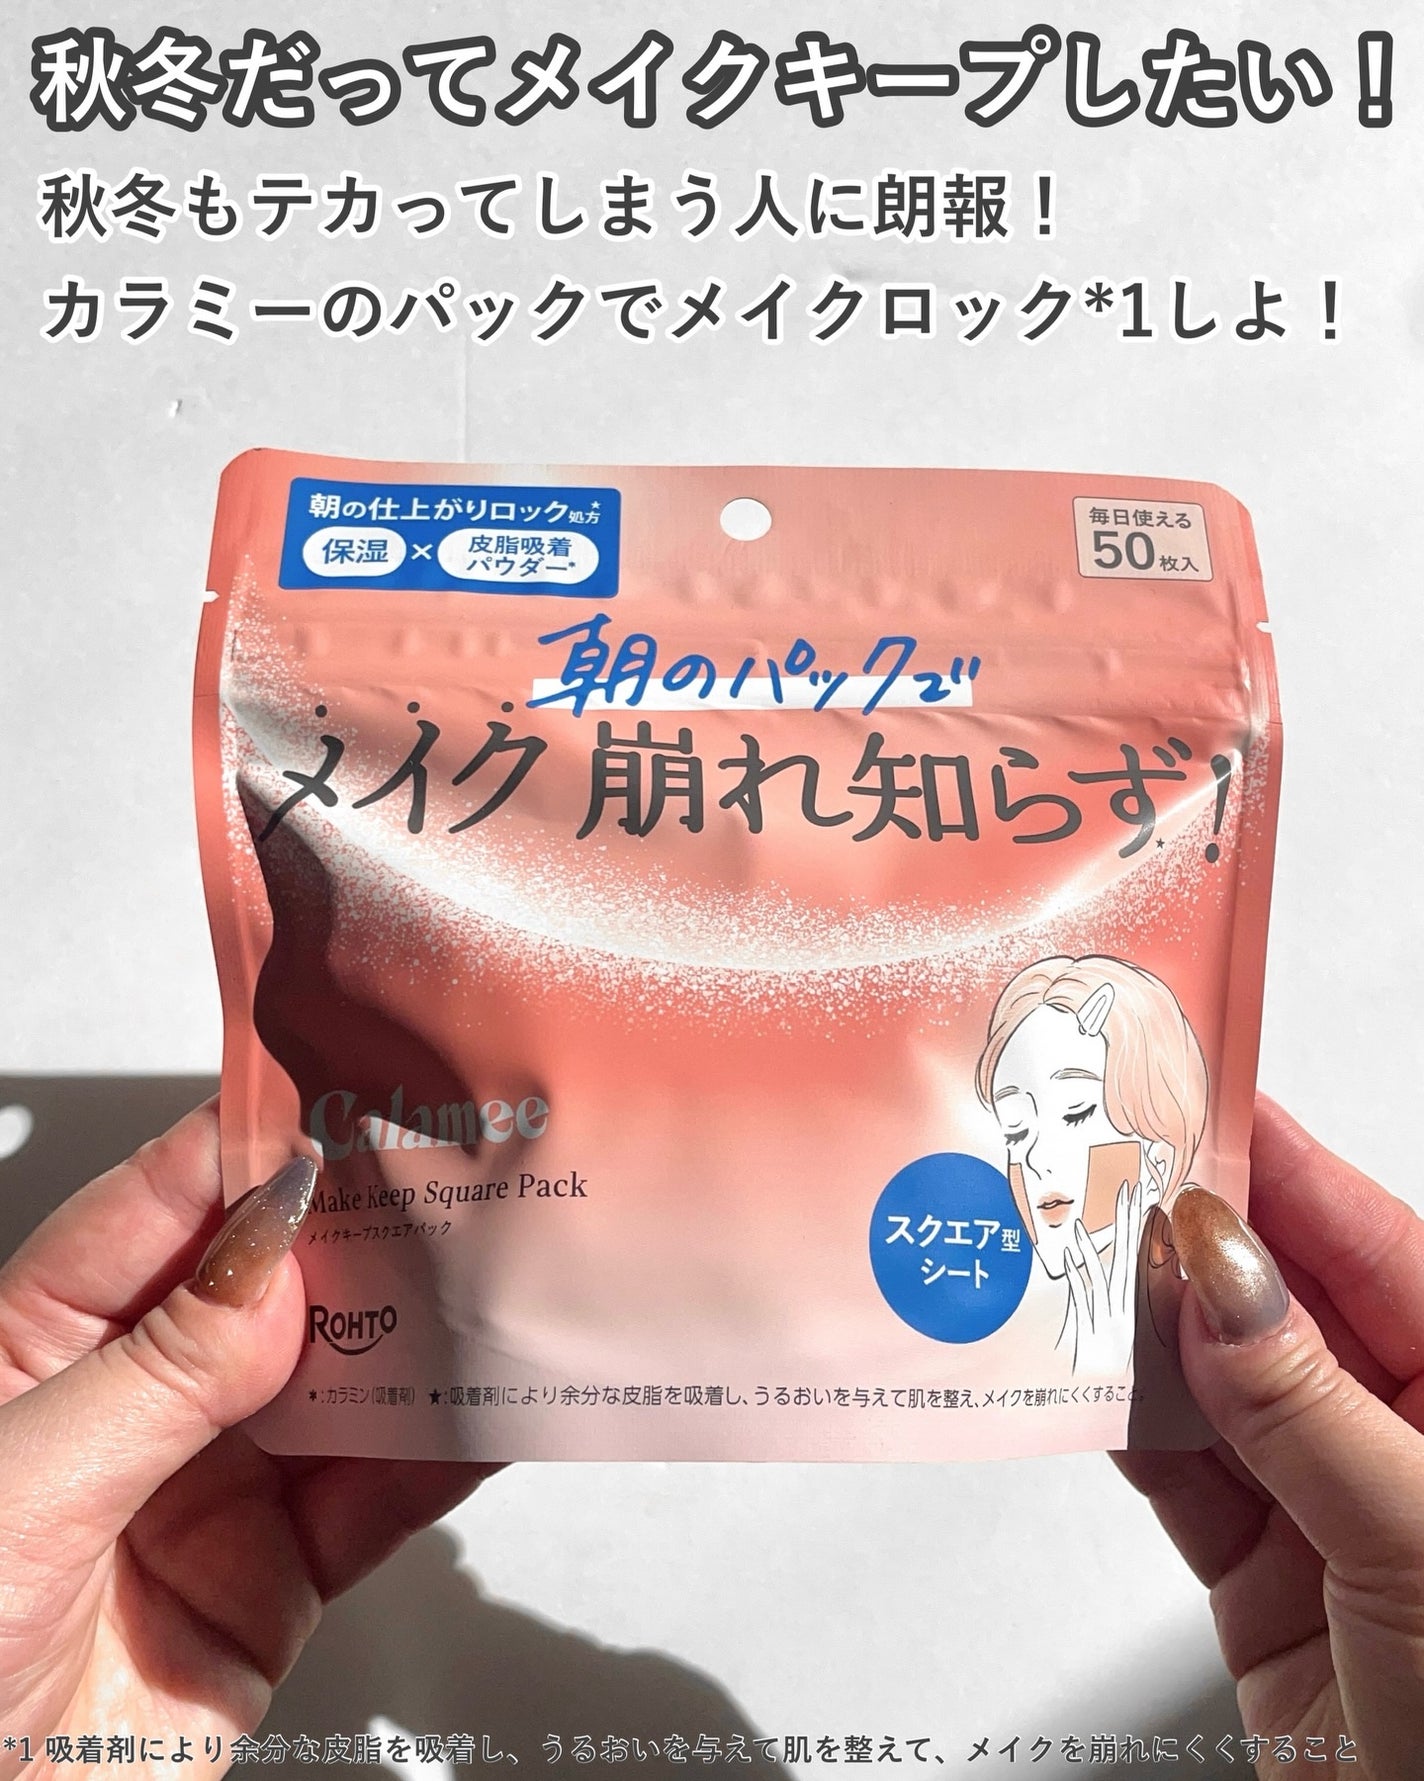 秋冬だってメイクキープしたい！
秋冬もテカってしまう人に朗報！
カラミーのパックでメイクロック*1しよ！
朝の仕上がりロック処方★
保湿×皮脂吸着
パウダー*
毎日使える
50枚入
朝のパックで
メイク崩れ知らず！★
Calamee
Make Keep Square Pack
メイクキープスクエアパック
スクエア型
シート
ROHTO
*:カラミン(吸着剤) ★:吸着剤により余分な皮脂を吸着し、うるおいを与えて肌を整え、メイクを崩れにくくすること。
*1 吸着剤により余分な皮脂を吸着し、うるおいを与えて肌を整えて、メイクを崩れにくくすること